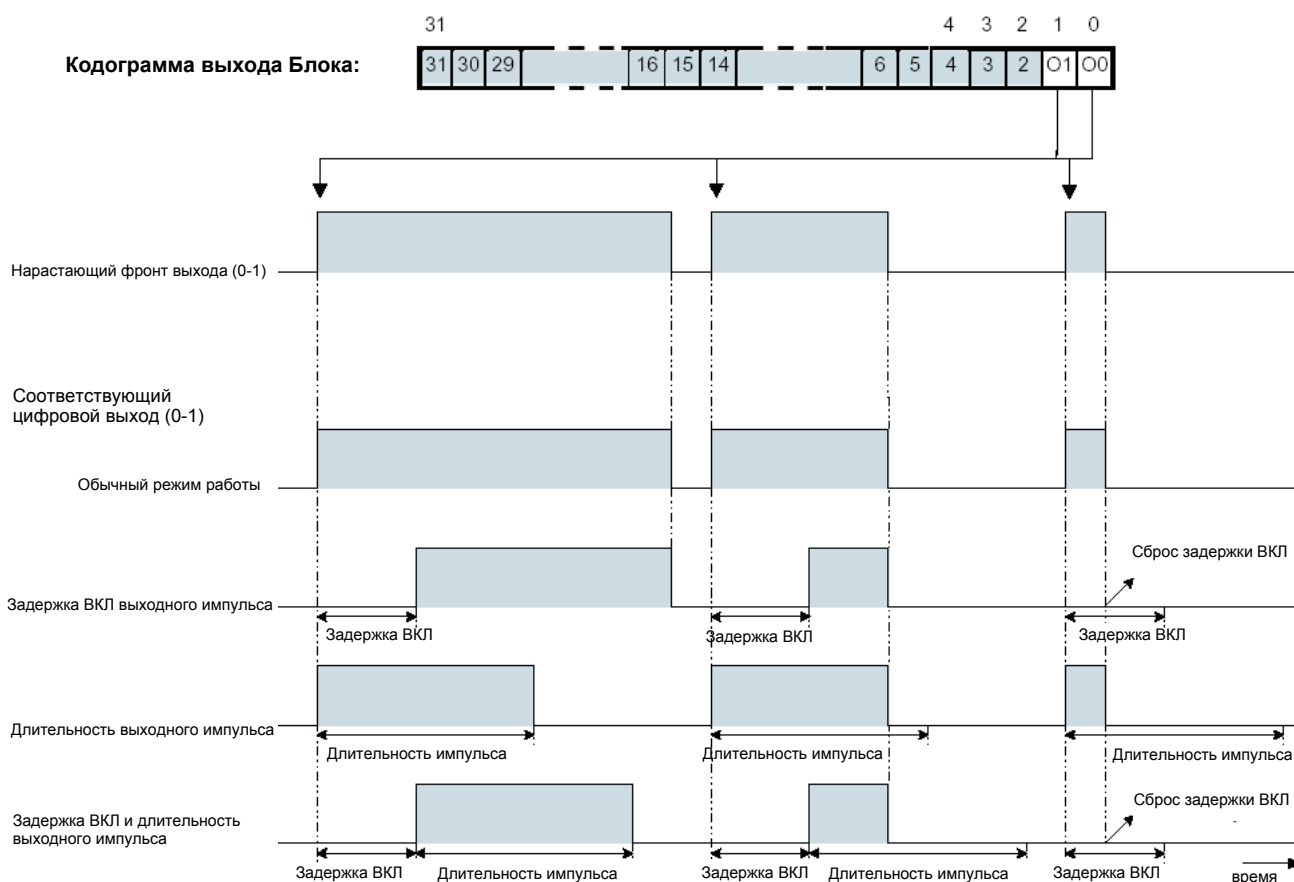 31 4 3 2 1 0
Кодограмма выхода Блока: 31 30 29 16 15 14 6 5 4 3 2 O1 O0
Нарастающий фронт выхода (0-1)
Соответствующий
цифровой выход (0-1)
Обычный режим работы
Сброс задержки ВКЛ
Задержка ВКЛ выходного импульса
Задержка ВКЛ Задержка ВКЛ Задержка ВКЛ
Длительность выходного импульса
Длительность импульса Длительность импульса Длительность импульса
Сброс задержки ВКЛ
Задержка ВКЛ и длительность
выходного импульса
Задержка ВКЛ Длительность импульса Задержка ВКЛ Длительность импульса Задержка ВКЛ время